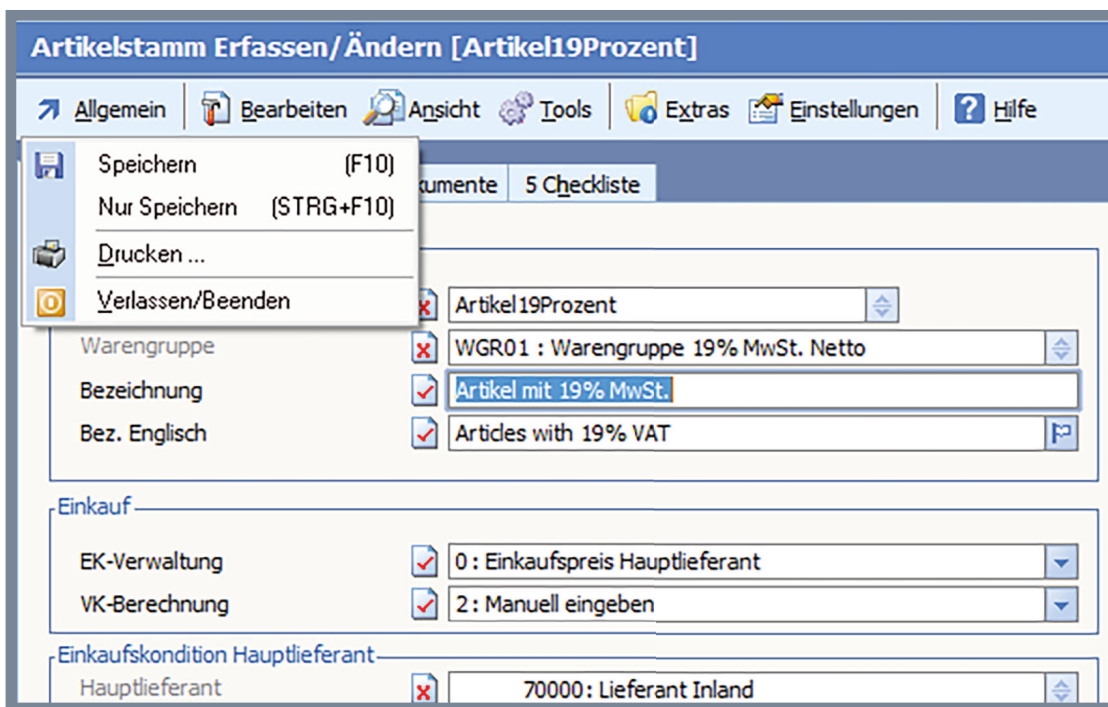 Artikelstamm Erfassen/Ändern [Artikel19Prozent]
Allgemein Bearbeiten Ansicht Tools Extras Einstellungen Hilfe
Speichern (F10)
Nur Speichern (STRG+F10)
Drucken ...
Verlassen/Beenden
kumente 5 Checkliste
Artikel19Prozent
Warengruppe WGR01 : Warengruppe 19% MwSt. Netto
Bezeichnung Artikel mit 19% MwSt.
Bez. Englisch Articles with 19% VAT
Einkauf
EK-Verwaltung 0 : Einkaufspreis Hauptlieferant
VK-Berechnung 2 : Manuell eingeben
Einkaufskondition Hauptlieferant
Hauptlieferant 70000 : Lieferant Inland